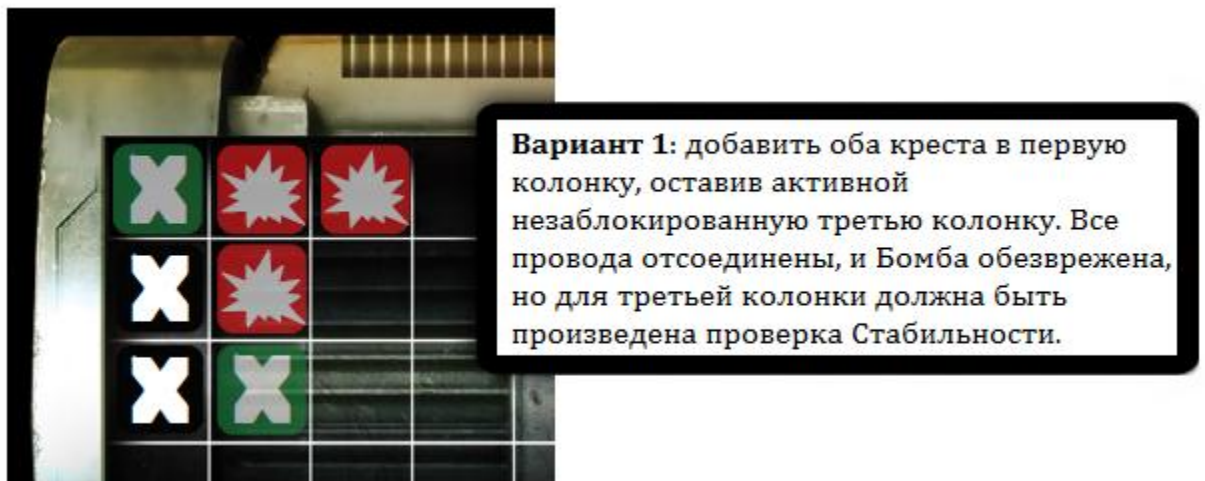 Вариант 1: добавить оба креста в первую
колонку, оставив активной
незаблокированную третью колонку. Все
провода отсоединены, и Бомба обезврежена,
но для третьей колонки должна быть
произведена проверка Стабильности.